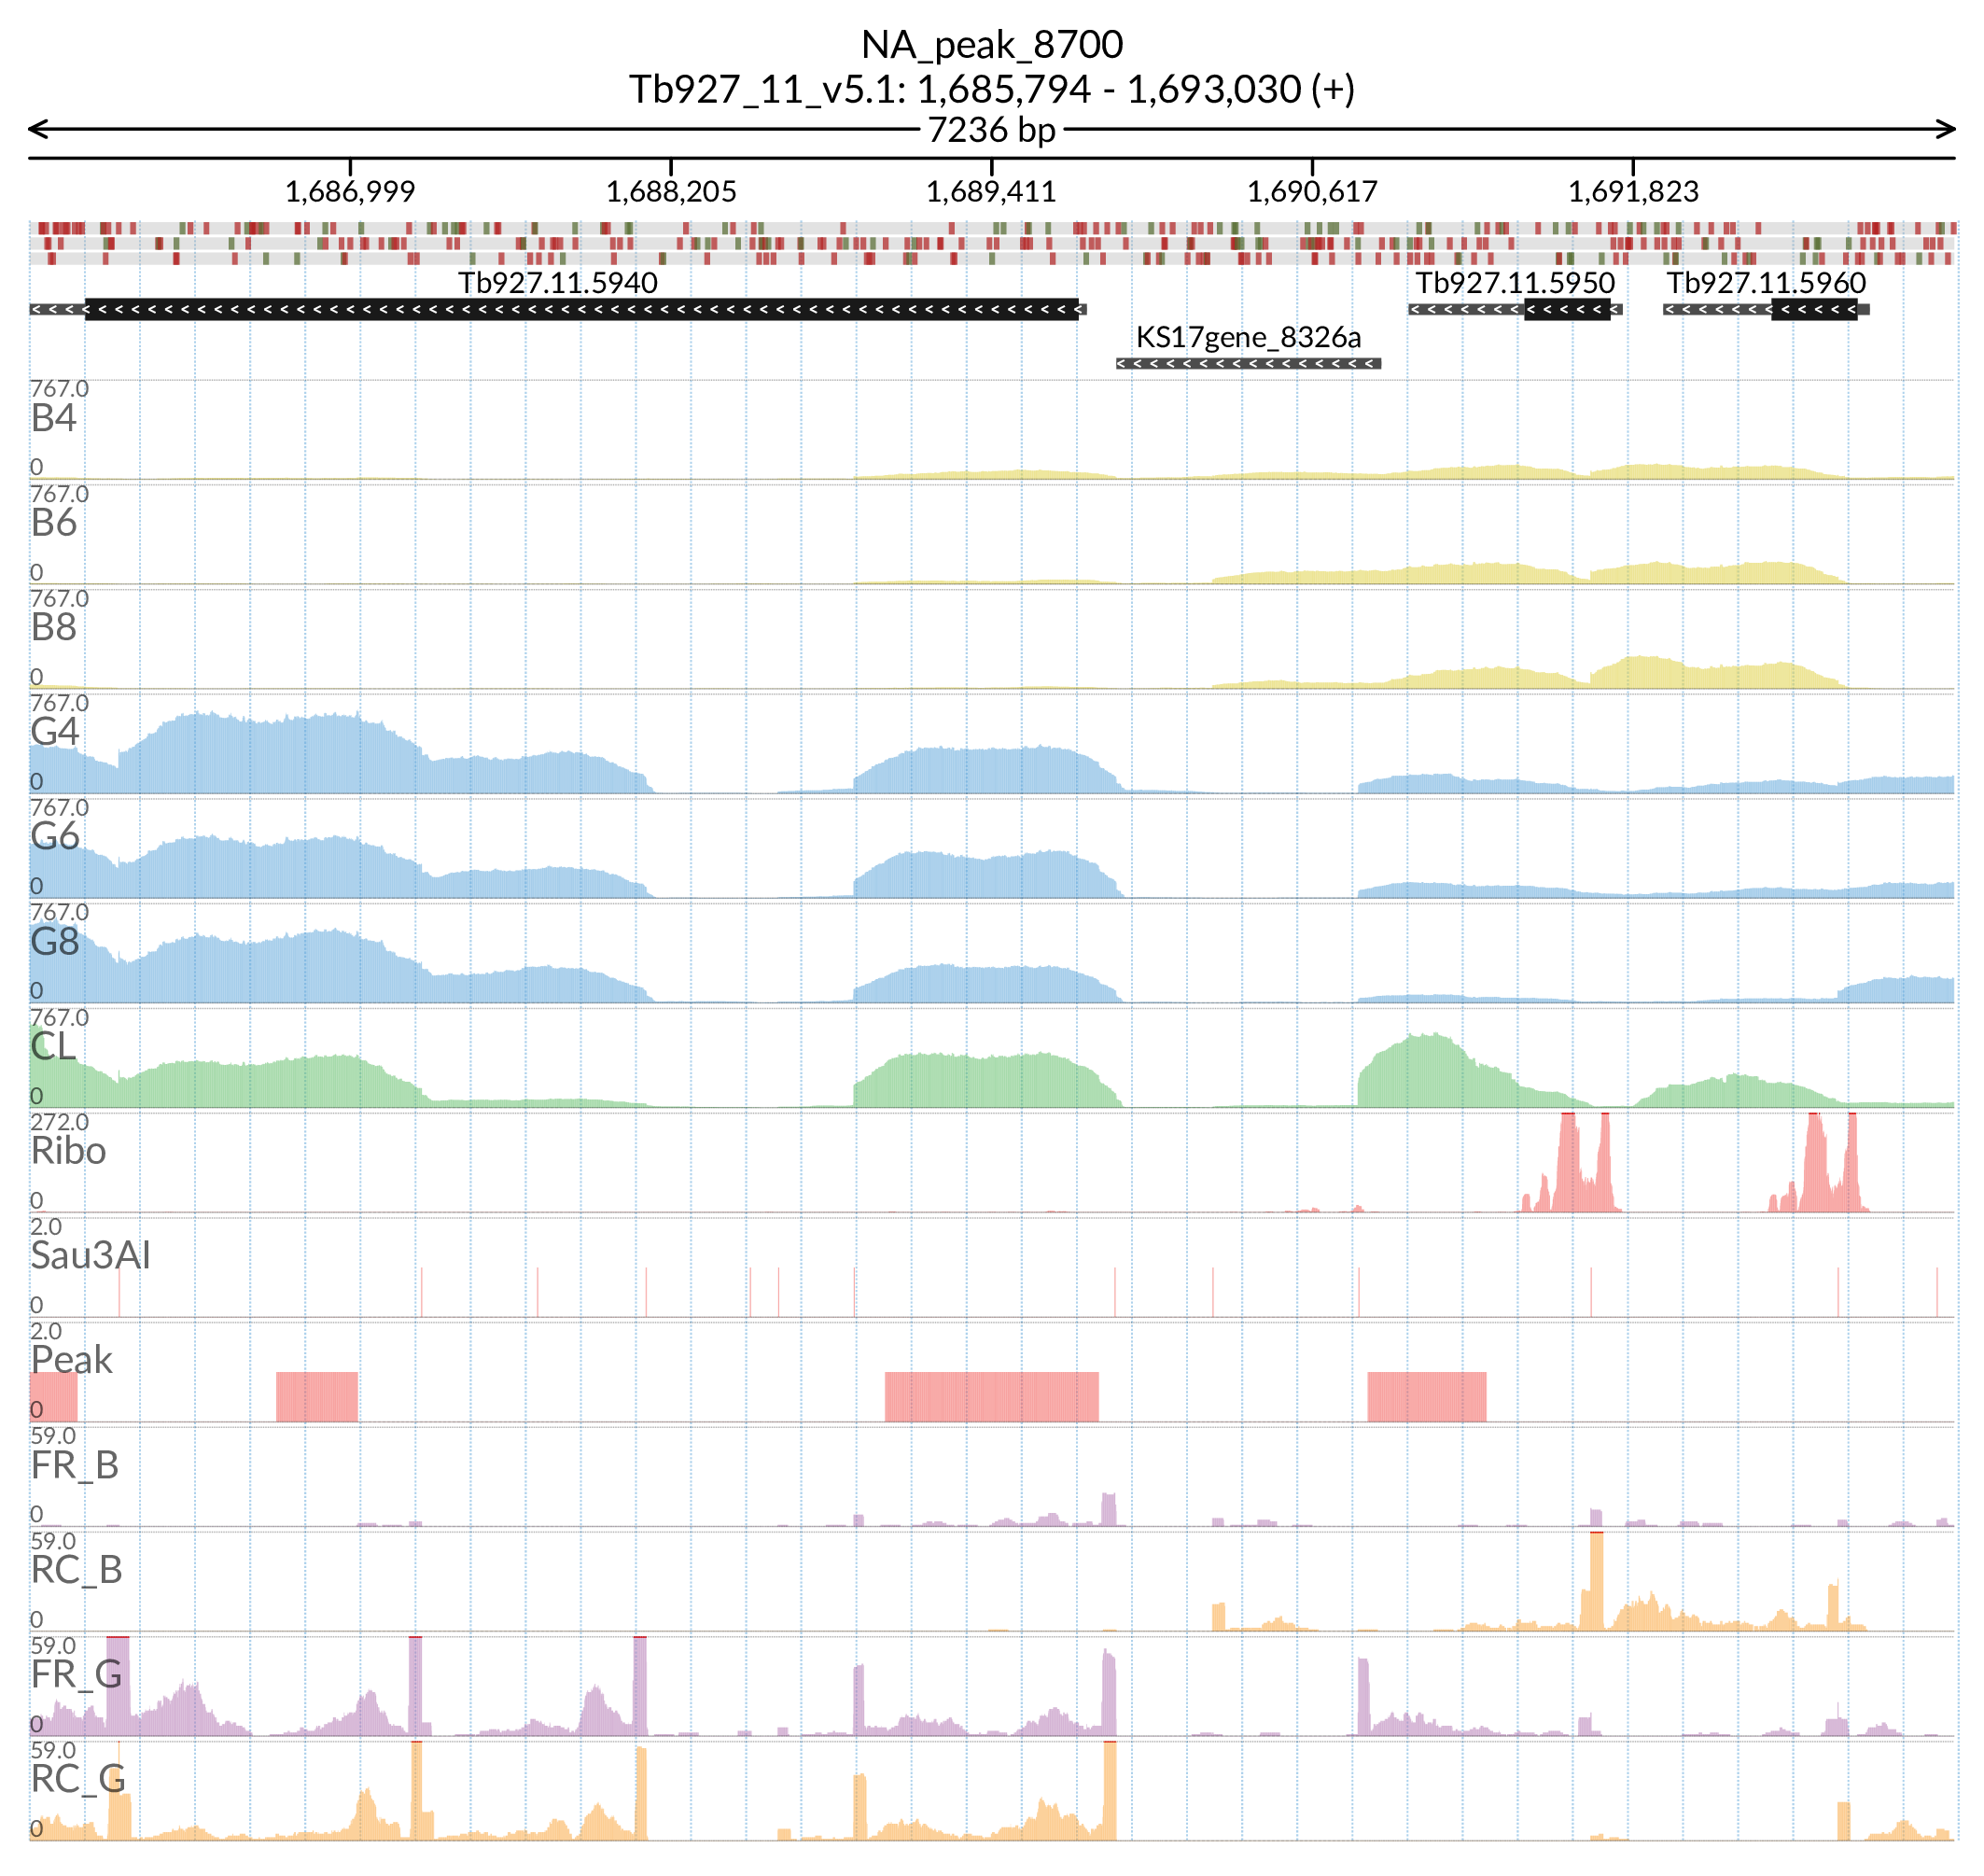 NA_peak_8700
Tb927_11_v5.1: 1,685,794 - 1,693,030 (+)
7236 bp
1,686,999 1,688,205 1,689,411 1,690,617 1,691,823
Tb927.11.5940 Tb927.11.5950 Tb927.11.5960
KS17gene_8326a
767.0
B4
0
767.0
B6
0
767.0
B8
0
767.0
G4
0
767.0
G6
0
767.0
G8
0
767.0
CL
0
272.0
Ribo
0
2.0
Sau3AI
0
2.0
Peak
0
59.0
FR_B
0
59.0
RC_B
0
59.0
FR_G
0
59.0
RC_G
0